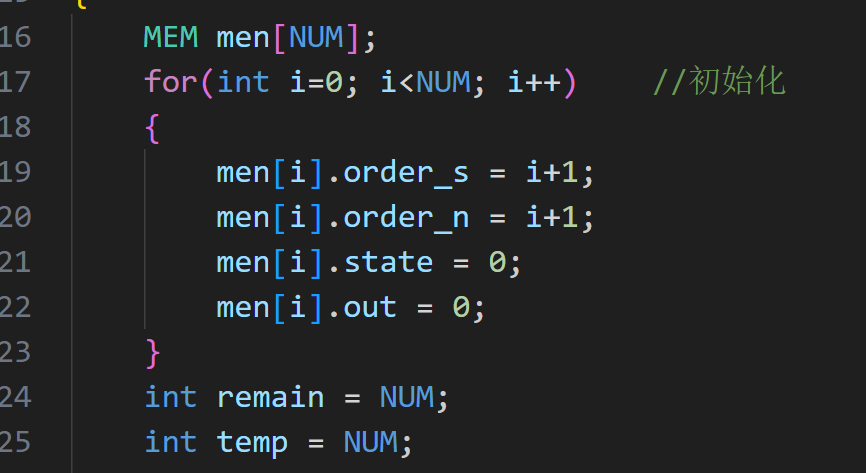 15 {
16 MEM men[NUM];
17 for(int i=0; i<NUM; i++) //初始化
18 {
19 men[i].order_s = i+1;
20 men[i].order_n = i+1;
21 men[i].state = 0;
22 men[i].out = 0;
23 }
24 int remain = NUM;
25 int temp = NUM;